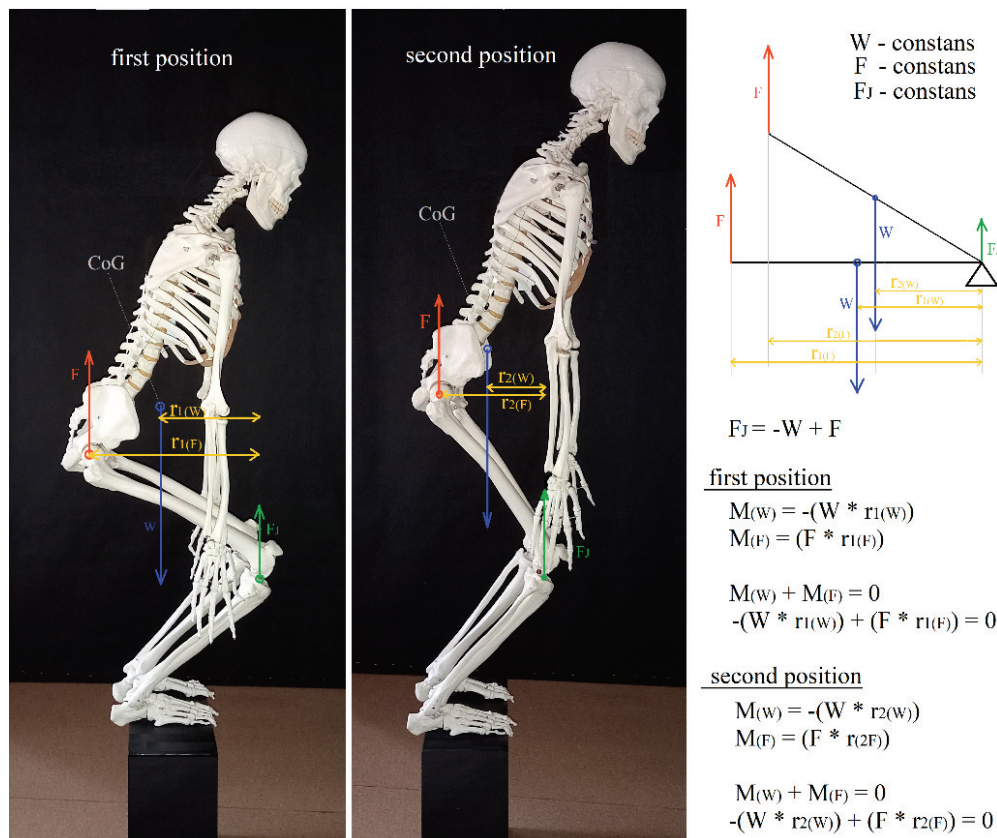 first position
CoG
F
r1(W)
r1(F)
W
FJ
second position
CoG
F
r2(W)
r2(F)
FJ
W - constans
F - constans
FJ - constans
F
F
W
W
r2(W)
r1(W)
r2(F)
r1(F)
FJ = -W + F
first position
M(W) = -(W * r1(W))
M(F) = (F * r1(F))
M(W) + M(F) = 0
-(W * r1(W)) + (F * r1(F)) = 0
second position
M(W) = -(W * r2(W))
M(F) = (F * r(2F))
M(W) + M(F) = 0
-(W * r2(W)) + (F * r2(F)) = 0